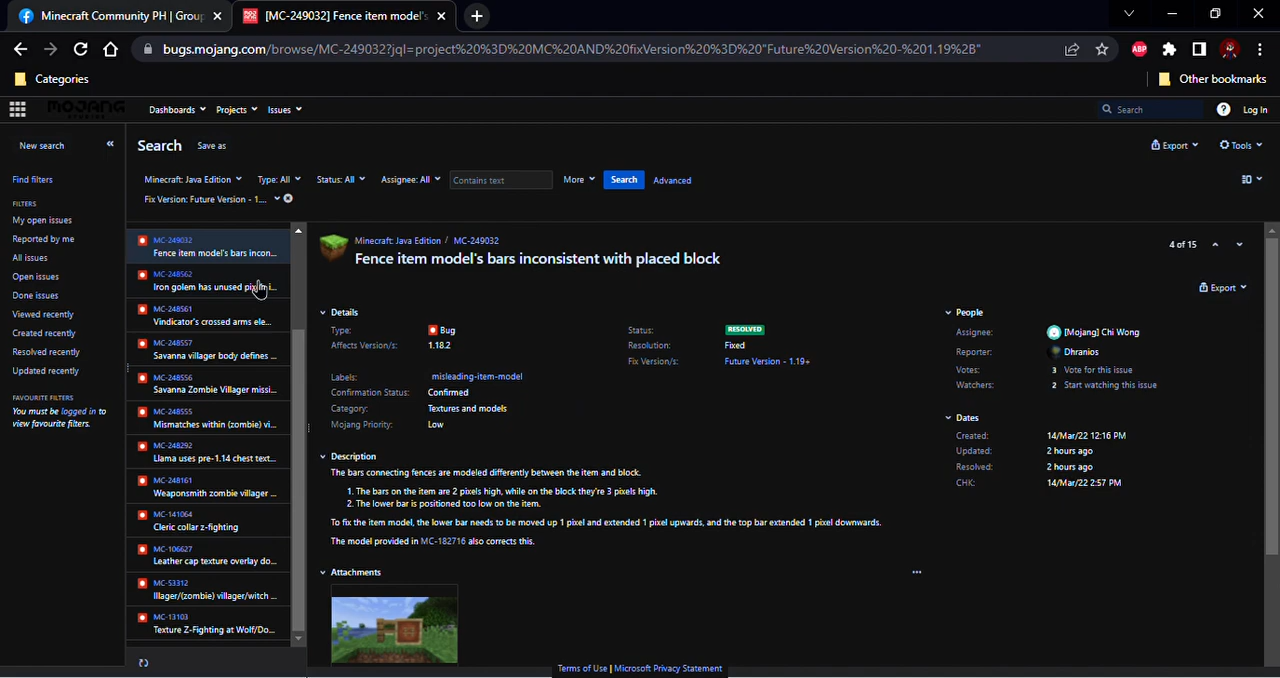 Minecraft Community PH | Group
[MC-249032] Fence item model's
bugs.mojang.com/browse/MC-249032?jql=project%20%3D%20MC%20AND%20fixVersion%20%3D%20"Future%20Version%20-%201.19%2B"
ABP
Categories
Other bookmarks
MOJANG
STUDIOS
Dashboards
Projects
Issues
Search
Log In
New search
Search
Save as
Export
Tools
Find filters
Minecraft: Java Edition
Type: All
Status: All
Assignee: All
Contains text
More
Search
Advanced
Fix Version: Future Version - 1....
FILTERS
My open issues
Reported by me
All issues
Open issues
Done issues
Viewed recently
Created recently
Resolved recently
Updated recently
FAVOURITE FILTERS
You must be logged in to
view favourite filters.
MC-249032
Fence item model's bars incon...
MC-248562
Iron golem has unused pixels i...
MC-248561
Vindicator's crossed arms ele...
MC-248557
Savanna villager body defines ...
MC-248556
Savanna Zombie Villager missi...
MC-248555
Mismatches within (zombie) vi...
MC-248292
Llama uses pre-1.14 chest text...
MC-248161
Weaponsmith zombie villager ...
MC-141064
Cleric collar z-fighting
MC-106627
Leather cap texture overlay do...
MC-53312
Illager/(zombie) villager/witch ...
MC-13103
Texture Z-Fighting at Wolf/Do...
Minecraft: Java Edition / MC-249032
Fence item model's bars inconsistent with placed block
4 of 15
Export
Details
Type: Bug
Status: RESOLVED
Affects Version/s: 1.18.2
Resolution: Fixed
Fix Version/s: Future Version - 1.19+
Labels: misleading-item-model
Confirmation Status: Confirmed
Category: Textures and models
Mojang Priority: Low
Description
The bars connecting fences are modeled differently between the item and block.
1. The bars on the item are 2 pixels high, while on the block they're 3 pixels high.
2. The lower bar is positioned too low on the item.
To fix the item model, the lower bar needs to be moved up 1 pixel and extended 1 pixel upwards, and the top bar extended 1 pixel downwards.
The model provided in MC-182716 also corrects this.
Attachments
People
Assignee: [Mojang] Chi Wong
Reporter: Dhranios
Votes: 3 Vote for this issue
Watchers: 2 Start watching this issue
Dates
Created: 14/Mar/22 12:16 PM
Updated: 2 hours ago
Resolved: 2 hours ago
CHK: 14/Mar/22 2:57 PM
Terms of Use | Microsoft Privacy Statement